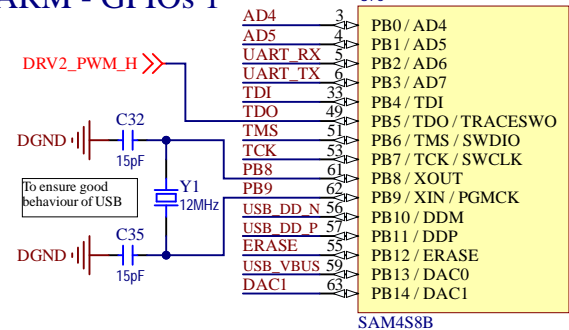 ARM - GPIOs 1
AD4 3 PB0 / AD4
AD5 4 PB1 / AD5
UART_RX 5 PB2 / AD6
UART_TX 6 PB3 / AD7
TDI 33 PB4 / TDI
TDO 49 PB5 / TDO / TRACESWO
TMS 51 PB6 / TMS / SWDIO
TCK 53 PB7 / TCK / SWCLK
PB8 61 PB8 / XOUT
PB9 62 PB9 / XIN / PGMCK
USB_DD_N 56 PB10 / DDM
USB_DD_P 57 PB11 / DDP
ERASE 55 PB12 / ERASE
USB_VBUS 59 PB13 / DAC0
DAC1 63 PB14 / DAC1
SAM4S8B
DRV2_PWM_H
C32
DGND
15pF
To ensure good
behaviour of USB
Y1
12MHz
C35
DGND
15pF